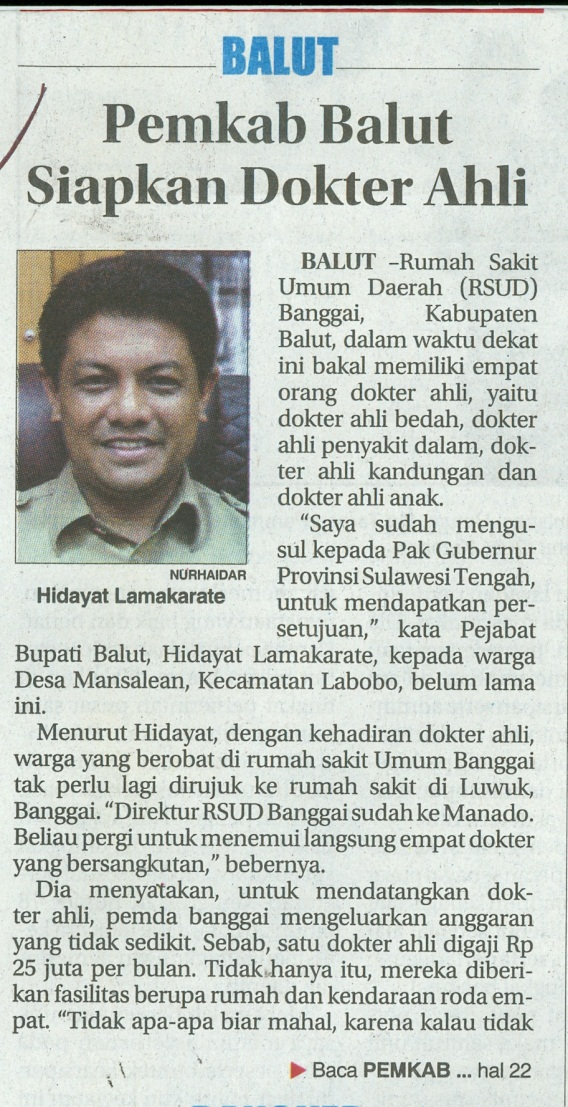 BALUT
Pemkab Balut
Siapkan Dokter Ahli
BALUT –Rumah Sakit
Umum Daerah (RSUD)
Banggai, Kabupaten
Balut, dalam waktu dekat
ini bakal memiliki empat
orang dokter ahli, yaitu
dokter ahli bedah, dokter
ahli penyakit dalam, dok-
ter ahli kandungan dan
dokter ahli anak.
“Saya sudah mengu-
sul kepada Pak Gubernur
Provinsi Sulawesi Tengah,
untuk mendapatkan per-
setujuan,” kata Pejabat
NURHAIDAR
Hidayat Lamakarate
Bupati Balut, Hidayat Lamakarate, kepada warga
Desa Mansalean, Kecamatan Labobo, belum lama
ini.
Menurut Hidayat, dengan kehadiran dokter ahli,
warga yang berobat di rumah sakit Umum Banggai
tak perlu lagi dirujuk ke rumah sakit di Luwuk,
Banggai. “Direktur RSUD Banggai sudah ke Manado.
Beliau pergi untuk menemui langsung empat dokter
yang bersangkutan,” bebernya.
Dia menyatakan, untuk mendatangkan dok-
ter ahli, pemda banggai mengeluarkan anggaran
yang tidak sedikit. Sebab, satu dokter ahli digaji Rp
25 juta per bulan. Tidak hanya itu, mereka diberi-
kan fasilitas berupa rumah dan kendaraan roda em-
pat. “Tidak apa-apa biar mahal, karena kalau tidak
Baca PEMKAB ... hal 22